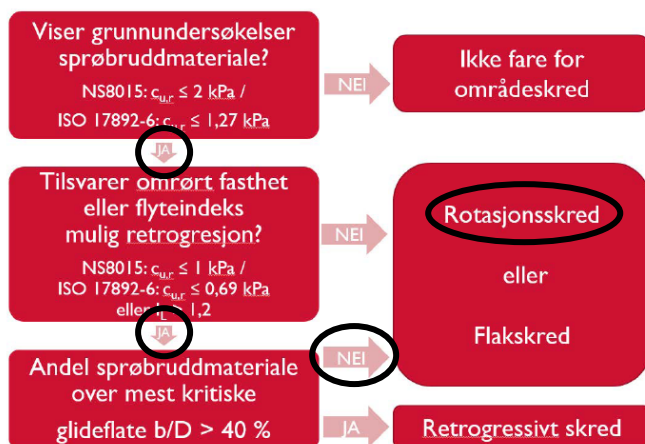 Viser grunnundersøkelser
sprøbruddmateriale?
NS8015: cu,r ≤ 2 kPa /
ISO 17892-6: cu,r ≤ 1,27 kPa
NEI
Ikke fare for
områdeskred
JA
Tilsvarer omrørt fasthet
eller flyteindeks
mulig retrogresjon?
NS8015: cu,r ≤ 1 kPa /
ISO 17892-6: cu,r ≤ 0,69 kPa
eller IL > 1,2
NEI
Rotasjonsskred
eller
Flakskred
JA
Andel sprøbruddmateriale
over mest kritiske
glideflate b/D > 40 %
NEI
JA
Retrogressivt skred